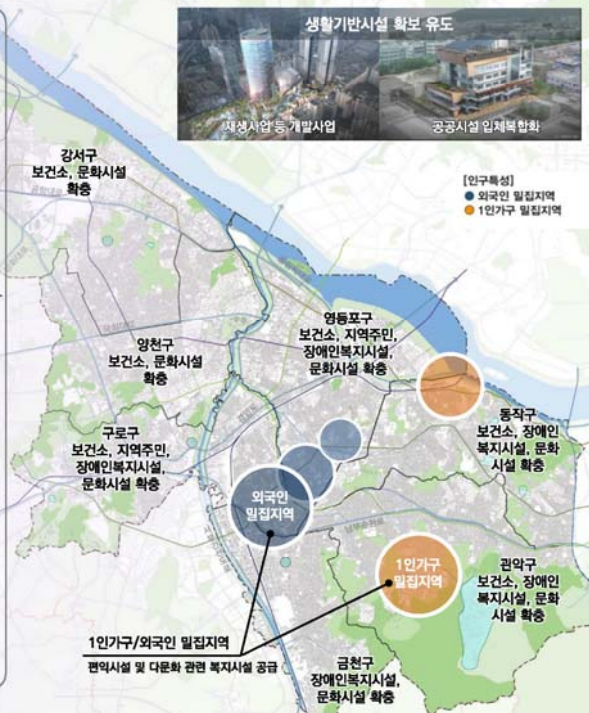 생활기반시설 확보 유도
재생사업 등 개발사업
공공시설 입체복합화
[인구특성]
외국인 밀집지역
1인가구 밀집지역
강서구
보건소, 문화시설
확충
양천구
보건소, 문화시설
확충
영등포구
보건소, 지역주민,
장애인복지시설,
문화시설 확충
구로구
보건소, 지역주민,
장애인복지시설,
문화시설 확충
동작구
보건소, 장애인
복지시설, 문화
시설 확충
외국인
밀집지역
남부순환로
1인가구
밀집지역
관악구
보건소, 장애인
복지시설, 문화
시설 확충
1인가구/외국인 밀집지역
편익시설 및 다문화 관련 복지시설 공급
금천구
장애인복지시설,
문화시설 확충